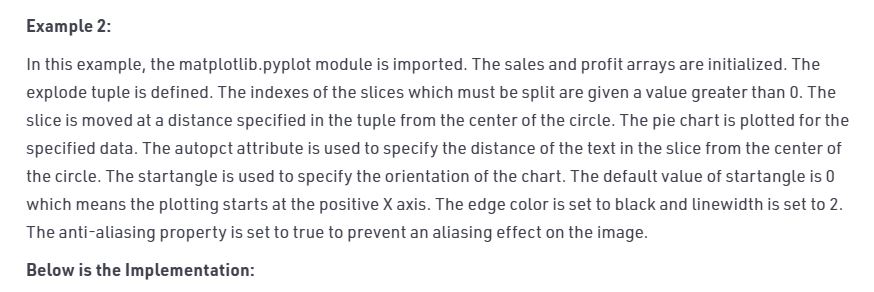 Example 2:
In this example, the matplotlib.pyplot module is imported. The sales and profit arrays are initialized. The
explode tuple is defined. The indexes of the slices which must be split are given a value greater than 0. The
slice is moved at a distance specified in the tuple from the center of the circle. The pie chart is plotted for the
specified data. The autopct attribute is used to specify the distance of the text in the slice from the center of
the circle. The startangle is used to specify the orientation of the chart. The default value of startangle is 0
which means the plotting starts at the positive X axis. The edge color is set to black and linewidth is set to 2.
The anti-aliasing property is set to true to prevent an aliasing effect on the image.
Below is the Implementation: